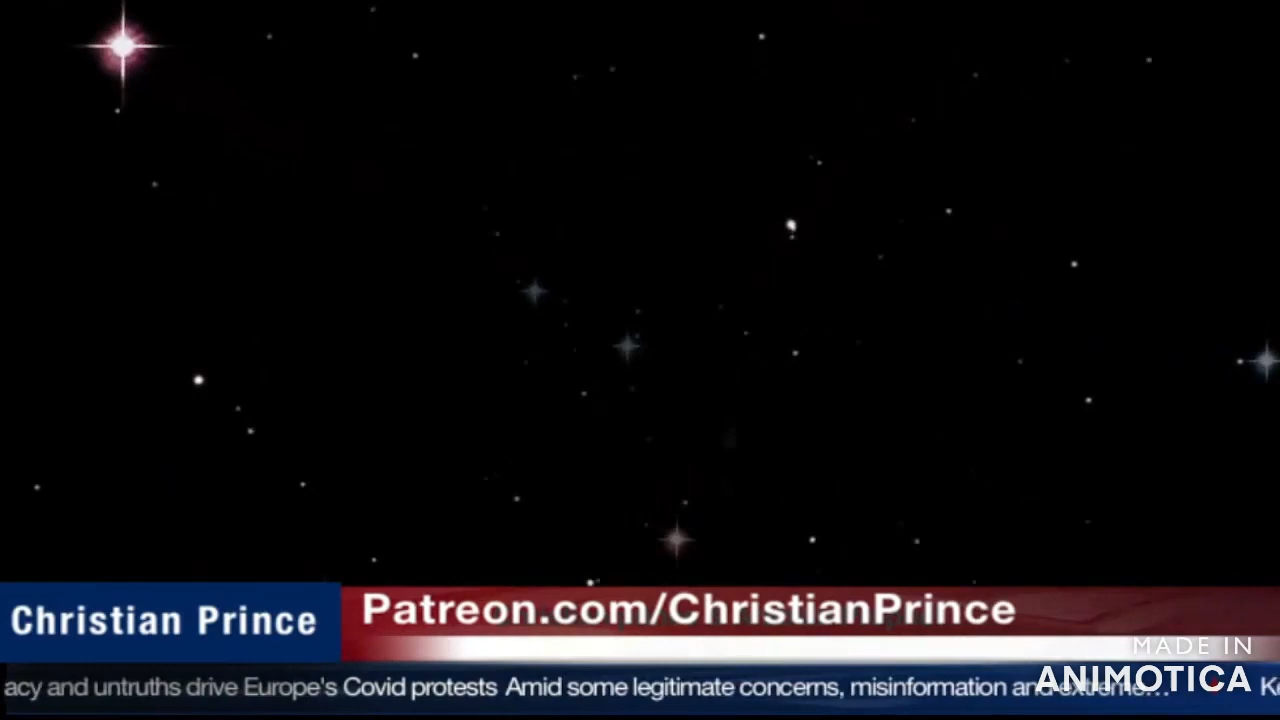 Christian Prince
Patreon.com/ChristianPrince
MADE IN
ANIMOTICA
acy and untruths drive Europe's Covid protests Amid some legitimate concerns, misinformation and extreme...